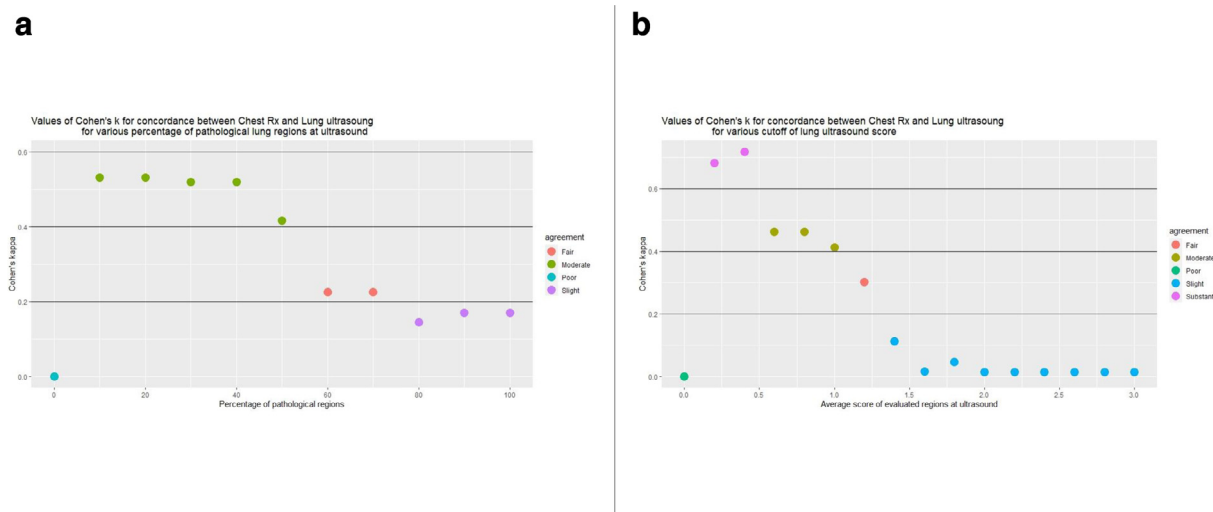 a
Values of Cohen's k for concordance between Chest Rx and Lung ultrasoung
for various percentage of pathological lung regions at ultrasound
Cohen's kappa
0.6
0.4
0.2
0.0
0
20
40
60
80
100
Percentage of pathological regions
agreement
Fair
Moderate
Poor
Slight
b
Values of Cohen's k for concordance between Chest Rx and Lung ultrasoung
for various cutoff of lung ultrasound score
Cohen's kappa
0.6
0.4
0.2
0.0
0.0
0.5
1.0
1.5
2.0
2.5
3.0
Average score of evaluated regions at ultrasound
agreement
Fair
Moderate
Poor
Slight
Substant